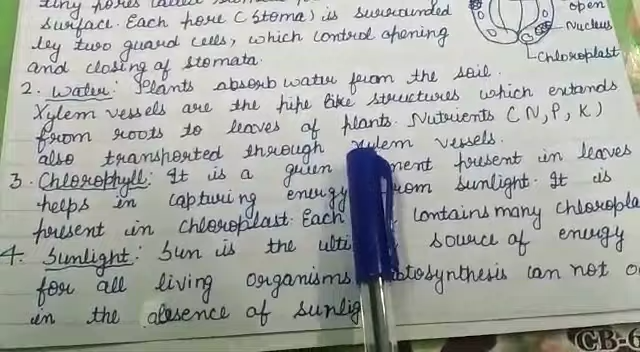 surface. Each pore (stoma) is surrounded
by two guard cells, which control opening
and closing of stomata.
open
Nucleus
Chloroplast
2. Water: Plants absorb water from the soil.
Xylem vessels are the pipe like structures which extends
from roots to leaves of plants. Nutrients (N, P, K)
also transported through xylem vessels.
3. Chlorophyll: It is a green ment present in leaves
helps in capturing energy from sunlight. It is
present in chloroplast. Each contains many chloropla
4. Sunlight: Sun is the ulti source of energy
for all living organisms. otosynthesis can not o
in the absence of sunlig
CB-6